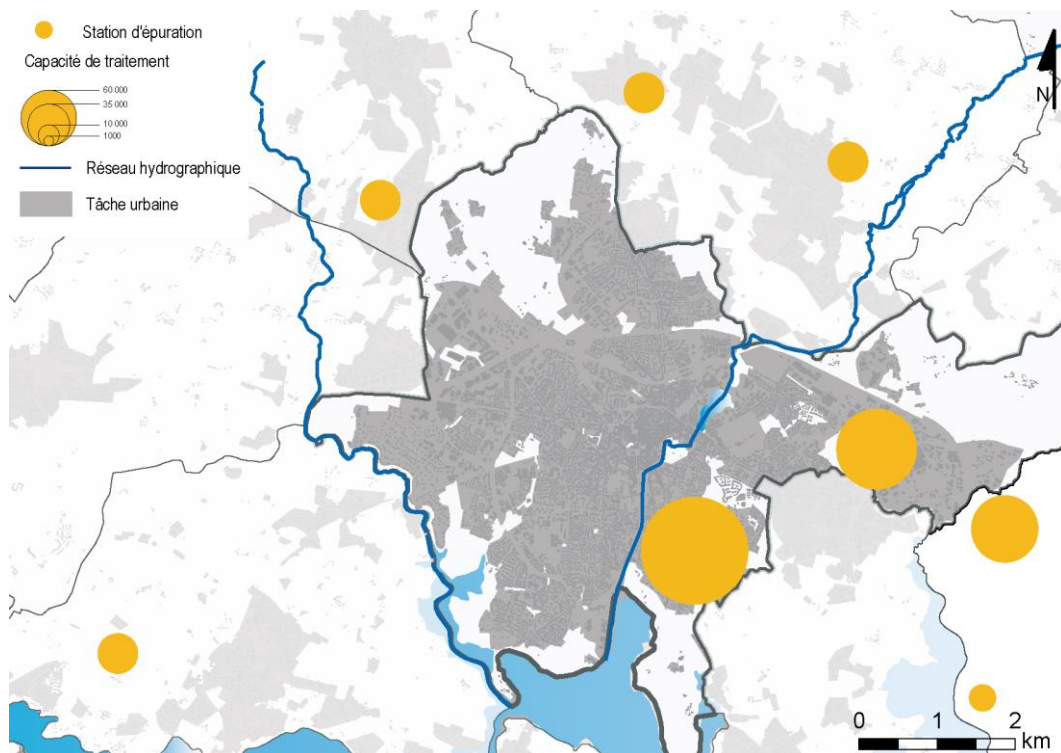 Station d'épuration
Capacité de traitement
60 000
35 000
10 000
1000
Réseau hydrographique
Tâche urbaine
N
0 1 2
km